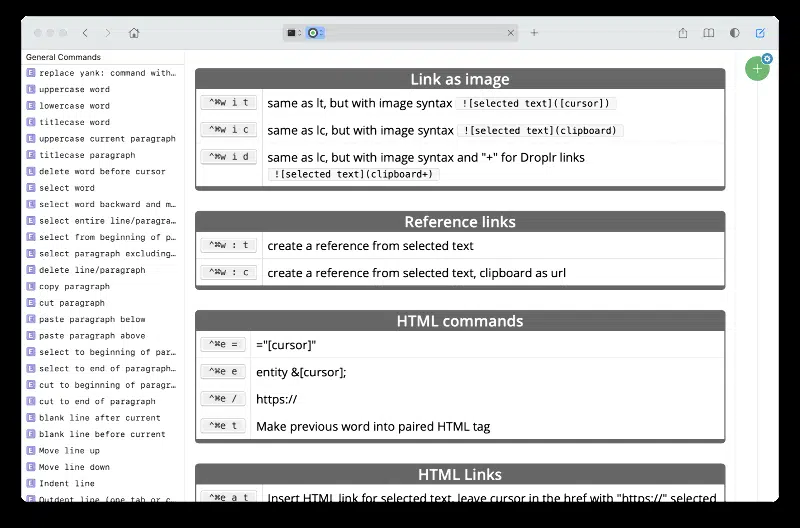 General Commands
replace yank: command with…
uppercase word
lowercase word
titlecase word
uppercase current paragraph
titlecase paragraph
delete word before cursor
select word
select word backward and m…
select entire line/paragra…
select from beginning of p…
select paragraph excluding…
delete line/paragraph
copy paragraph
cut paragraph
paste paragraph below
paste paragraph above
select to beginning of par…
select to end of paragraph…
cut to beginning of paragr…
cut to end of paragraph
blank line after current
blank line before current
Move line up
Move line down
Indent line
Outdent line (one tab or c…
Link as image
^⌘w i t same as lt, but with image syntax ![selected text]([cursor])
^⌘w i c same as lc, but with image syntax ![selected text](clipboard)
^⌘w i d same as lc, but with image syntax and "+" for Droplr links
![selected text](clipboard+)
Reference links
^⌘w : t create a reference from selected text
^⌘w : c create a reference from selected text, clipboard as url
HTML commands
^⌘e = ="[cursor]"
^⌘e e entity &[cursor];
^⌘e / https://
^⌘e t Make previous word into paired HTML tag
HTML Links
^⌘e a t Insert HTML link for selected text, leave cursor in the href with "https://" selected